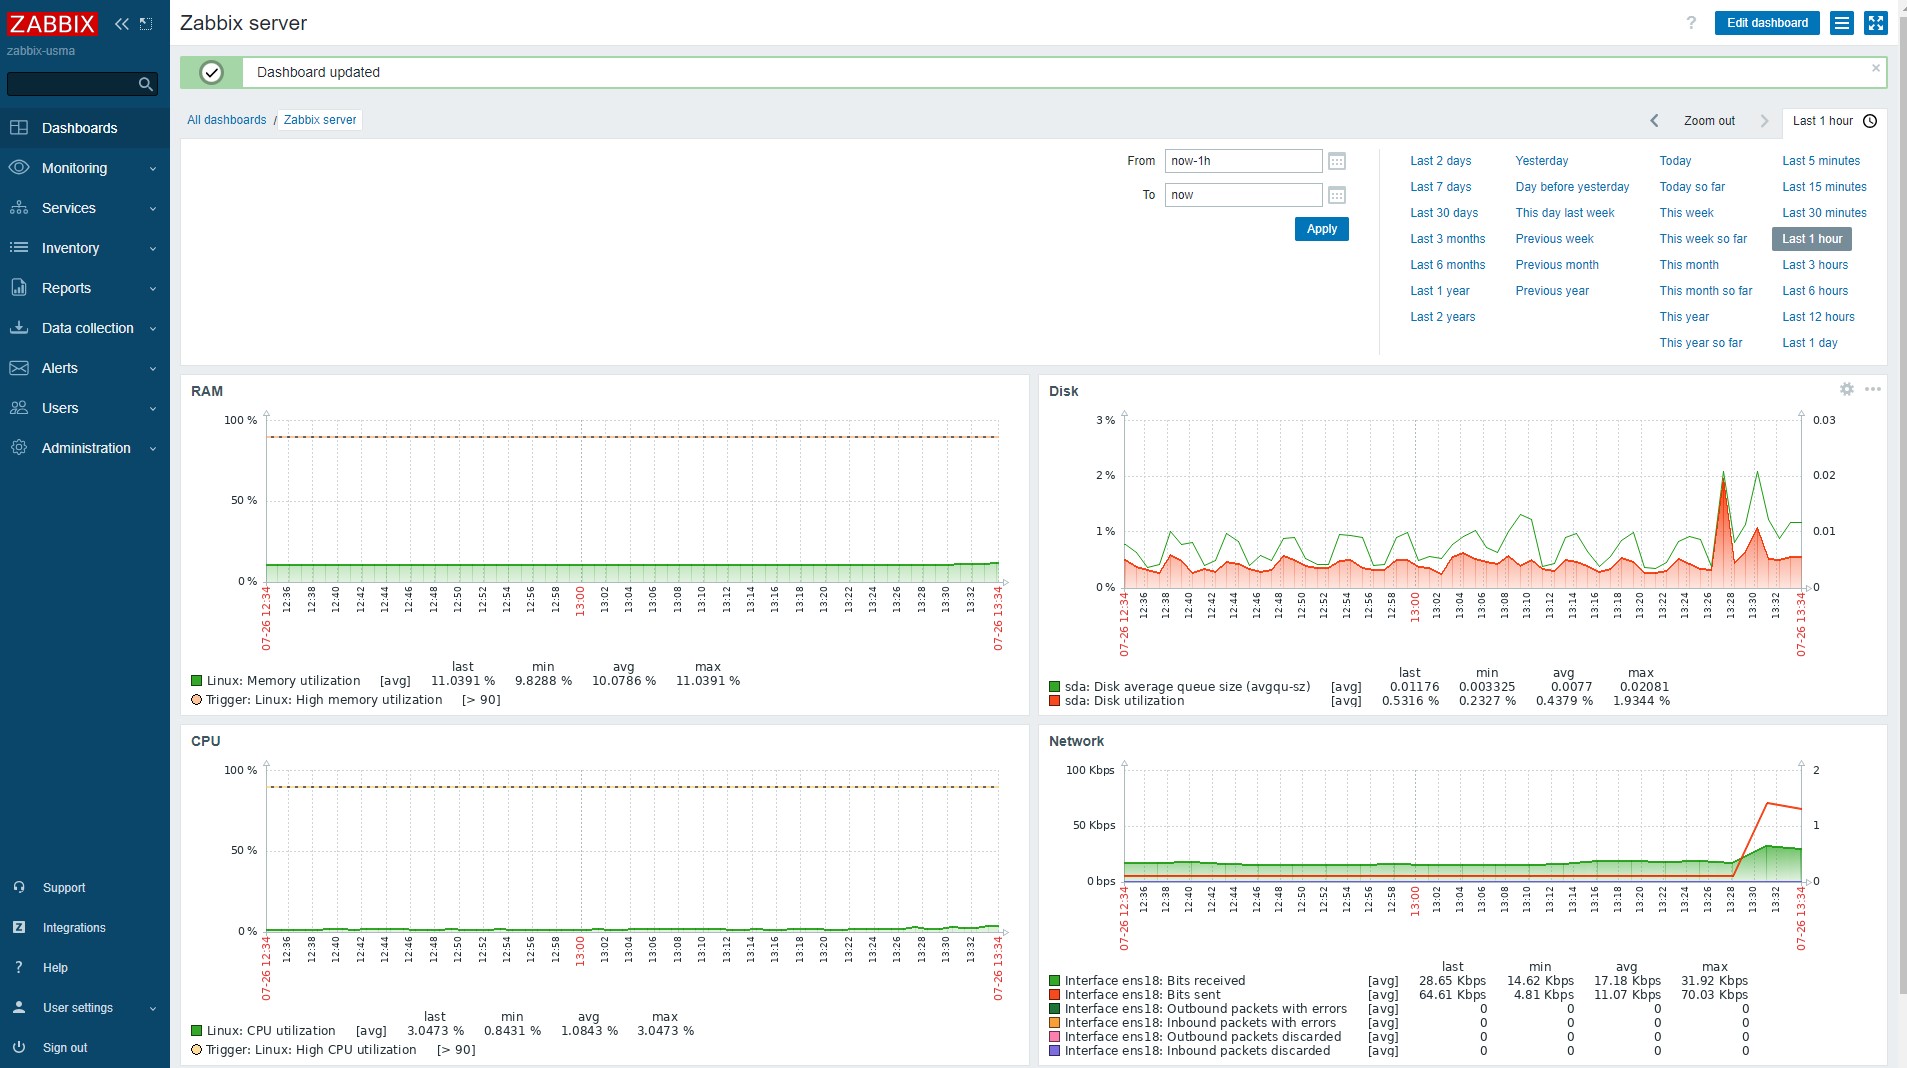 ZABBIX
zabbix-usma
Dashboards
Monitoring
Services
Inventory
Reports
Data collection
Alerts
Users
Administration
Support
Integrations
? Help
User settings
Sign out
Zabbix server
? Edit dashboard
Dashboard updated ×
All dashboards / Zabbix server
Zoom out Last 1 hour
From now-1h
To now
Apply
Last 2 days Yesterday Today Last 5 minutes
Last 7 days Day before yesterday Today so far Last 15 minutes
Last 30 days This day last week This week Last 30 minutes
Last 3 months Previous week This week so far Last 1 hour
Last 6 months Previous month This month Last 3 hours
Last 1 year Previous year This month so far Last 6 hours
Last 2 years This year Last 12 hours
This year so far Last 1 day
RAM
100 %
50 %
0 %
07-26 12:34 12:36 12:38 12:40 12:42 12:44 12:46 12:48 12:50 12:52 12:54 12:56 12:58 13:00 13:02 13:04 13:06 13:08 13:10 13:12 13:14 13:16 13:18 13:20 13:22 13:24 13:26 13:28 13:30 13:32 07-26 13:34
last min avg max
Linux: Memory utilization [avg] 11.0391 % 9.8288 % 10.0786 % 11.0391 %
Trigger: Linux: High memory utilization [> 90]
Disk
3 % 0.03
2 % 0.02
1 % 0.01
0 % 0
07-26 12:34 12:36 12:38 12:40 12:42 12:44 12:46 12:48 12:50 12:52 12:54 12:56 12:58 13:00 13:02 13:04 13:06 13:08 13:10 13:12 13:14 13:16 13:18 13:20 13:22 13:24 13:26 13:28 13:30 13:32 07-26 13:34
last min avg max
sda: Disk average queue size (avgqu-sz) [avg] 0.01176 0.003325 0.0077 0.02081
sda: Disk utilization [avg] 0.5316 % 0.2327 % 0.4379 % 1.9344 %
CPU
100 %
50 %
0 %
07-26 12:34 12:36 12:38 12:40 12:42 12:44 12:46 12:48 12:50 12:52 12:54 12:56 12:58 13:00 13:02 13:04 13:06 13:08 13:10 13:12 13:14 13:16 13:18 13:20 13:22 13:24 13:26 13:28 13:30 13:32 07-26 13:34
last min avg max
Linux: CPU utilization [avg] 3.0473 % 0.8431 % 1.0843 % 3.0473 %
Trigger: Linux: High CPU utilization [> 90]
Network
100 Kbps 2
50 Kbps 1
0 bps 0
07-26 12:34 12:36 12:38 12:40 12:42 12:44 12:46 12:48 12:50 12:52 12:54 12:56 12:58 13:00 13:02 13:04 13:06 13:08 13:10 13:12 13:14 13:16 13:18 13:20 13:22 13:24 13:26 13:28 13:30 13:32 07-26 13:34
last min avg max
Interface ens18: Bits received [avg] 28.65 Kbps 14.62 Kbps 17.18 Kbps 31.92 Kbps
Interface ens18: Bits sent [avg] 64.61 Kbps 4.81 Kbps 11.07 Kbps 70.03 Kbps
Interface ens18: Outbound packets with errors [avg] 0 0 0 0
Interface ens18: Inbound packets with errors [avg] 0 0 0 0
Interface ens18: Outbound packets discarded [avg] 0 0 0 0
Interface ens18: Inbound packets discarded [avg] 0 0 0 0